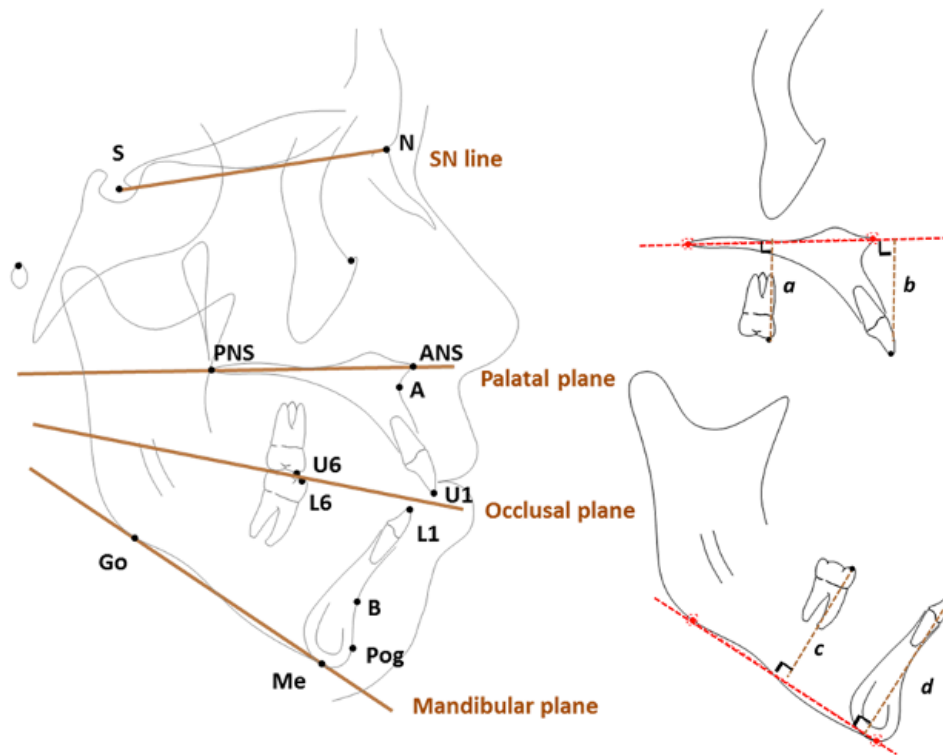 S
N
SN line
PNS
ANS
Palatal plane
A
U6
L6
U1
Occlusal plane
L1
Go
B
Pog
Me
Mandibular plane
a
b
c
d